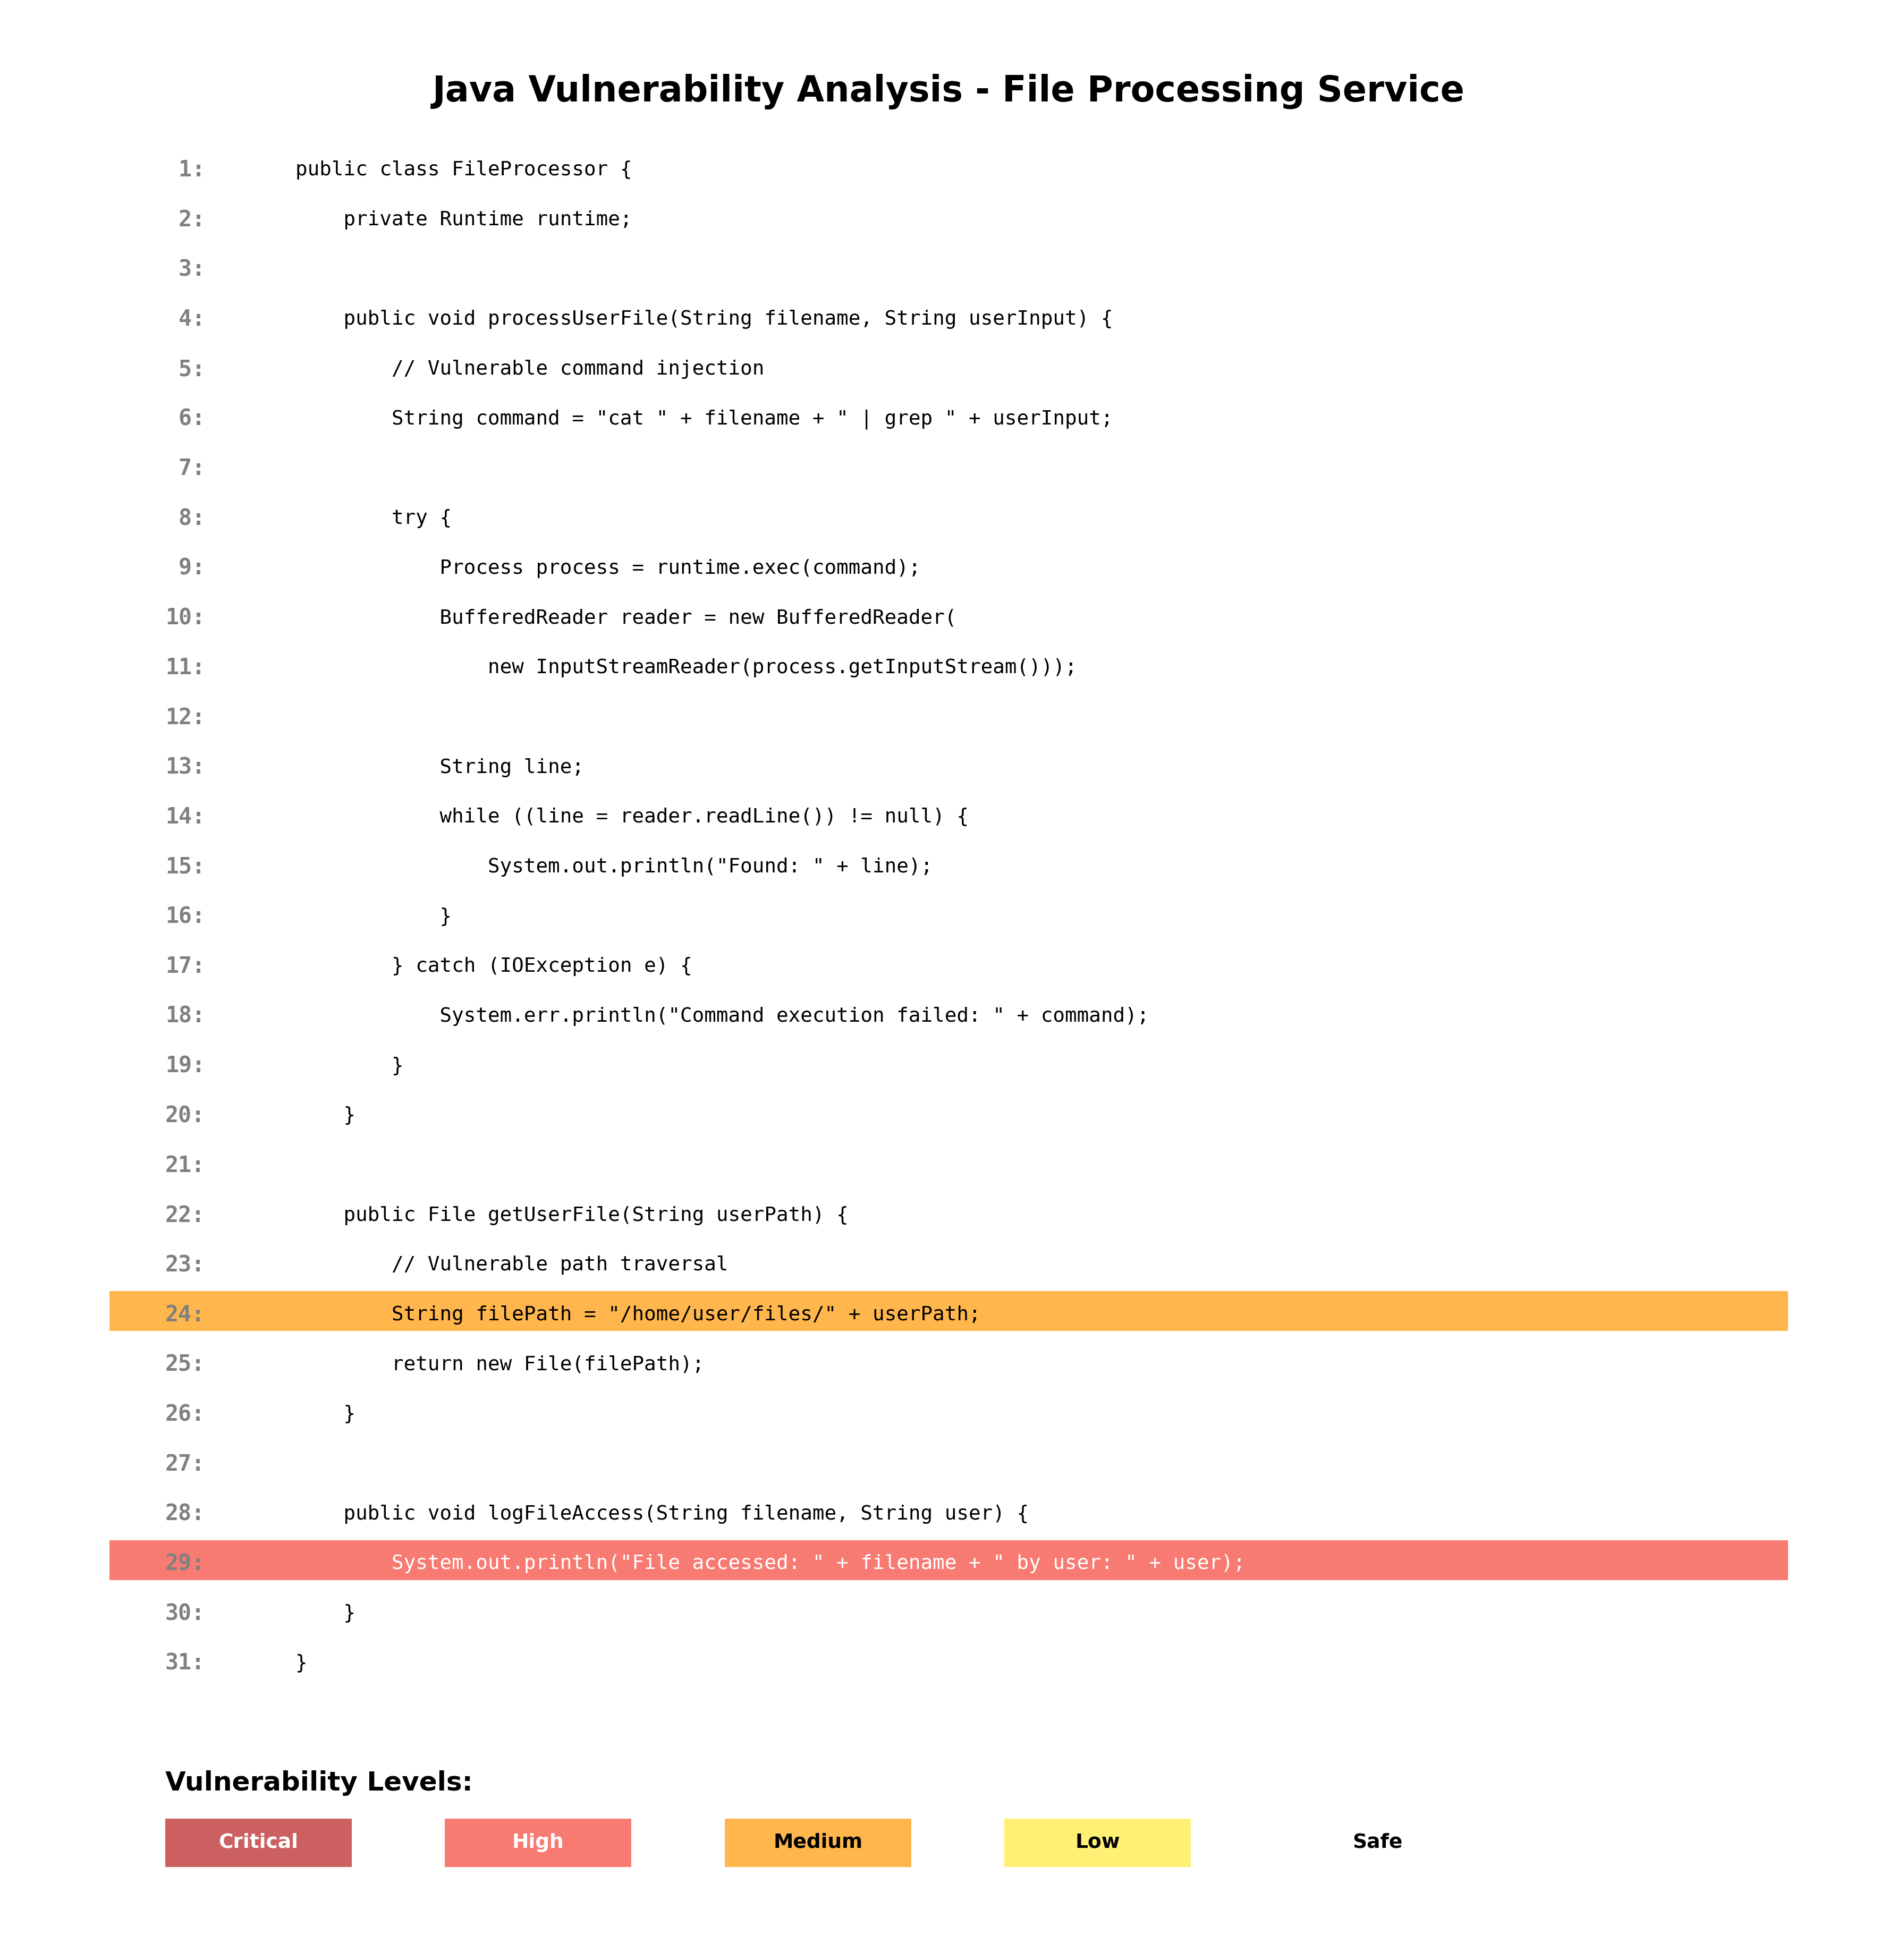 Java Vulnerability Analysis - File Processing Service
1: public class FileProcessor {
2:     private Runtime runtime;
3:
4:     public void processUserFile(String filename, String userInput) {
5:         // Vulnerable command injection
6:         String command = "cat " + filename + " | grep " + userInput;
7:
8:         try {
9:             Process process = runtime.exec(command);
10:             BufferedReader reader = new BufferedReader(
11:                 new InputStreamReader(process.getInputStream()));
12:
13:             String line;
14:             while ((line = reader.readLine()) != null) {
15:                 System.out.println("Found: " + line);
16:             }
17:         } catch (IOException e) {
18:             System.err.println("Command execution failed: " + command);
19:         }
20:     }
21:
22:     public File getUserFile(String userPath) {
23:         // Vulnerable path traversal
24:         String filePath = "/home/user/files/" + userPath;
25:         return new File(filePath);
26:     }
27:
28:     public void logFileAccess(String filename, String user) {
29:         System.out.println("File accessed: " + filename + " by user: " + user);
30:     }
31: }
Vulnerability Levels:
Critical High Medium Low Safe